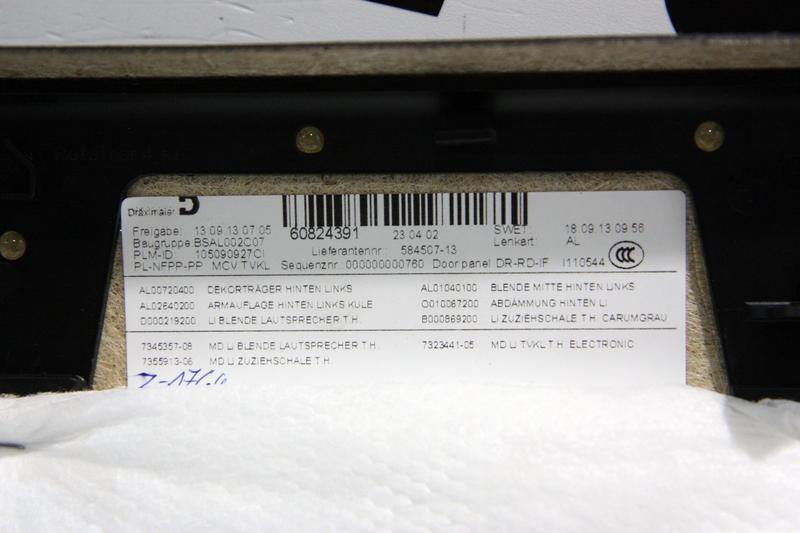 Dräxlmaier D
Freigabe: 13 09 13 07 05 60824391 23 04 02 SWET: 18 09 13 09 56
Baugruppe: BSAL002C07 Lieferantennr.: 584507-13 Lenkart: AL
PLM-ID 105090927CI
PL-NFPP-PP MCV TVKL Sequenznr: 000000000760 Door panel DR-RD-IF I110544 CCC
AL00720400 DEKORTRÄGER HINTEN LINKS AL01040100 BLENDE MITTE HINTEN LINKS
AL02640200 ARMAUFLAGE HINTEN LINKS KULE O010067200 ABDÄMMUNG HINTEN LI
D000219200 LI BLENDE LAUTSPRECHER T.H. B000869200 LI ZUZIEHSCHALE T.H. CARUMGRAU
7345357-08 MD LI BLENDE LAUTSPRECHER T.H. 7323441-05 MD LI TVKL T.H. ELECTRONIC
7355913-06 MD LI ZUZIEHSCHALE T.H.